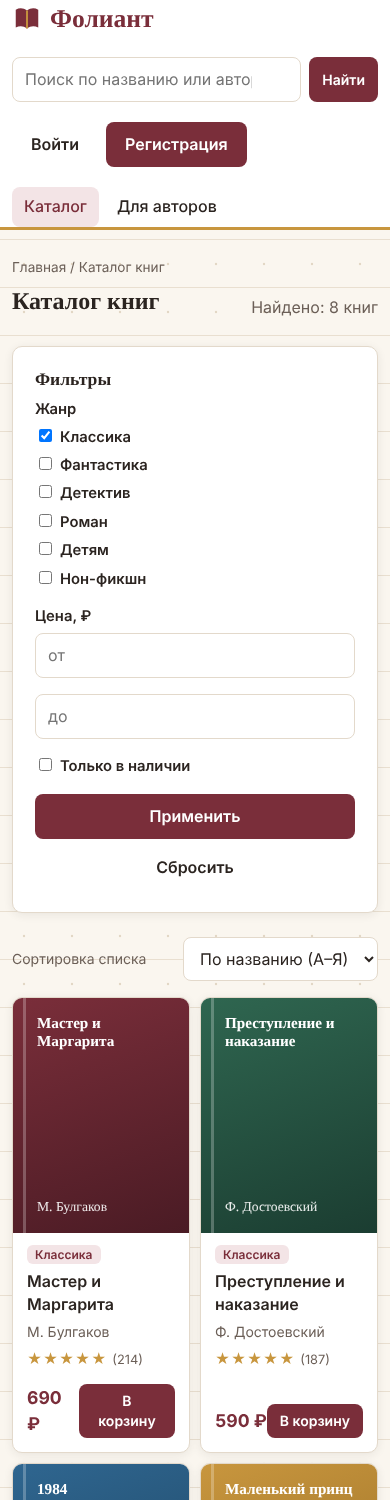 Фолиант
Поиск по названию или авто
Найти
Войти
Регистрация
Каталог
Для авторов
Главная / Каталог книг
Каталог книг
Найдено: 8 книг
Фильтры
Жанр
Классика
Фантастика
Детектив
Роман
Детям
Нон-фикшн
Цена, ₽
от
до
Только в наличии
Применить
Сбросить
Сортировка списка
По названию (А–Я)
Мастер и
Маргарита
М. Булгаков
Классика
Мастер и
Маргарита
М. Булгаков
★★★★★ (214)
690
₽
В
корзину
Преступление и
наказание
Ф. Достоевский
Классика
Преступление и
наказание
Ф. Достоевский
★★★★★ (187)
590 ₽
В корзину
1984
Маленький принц